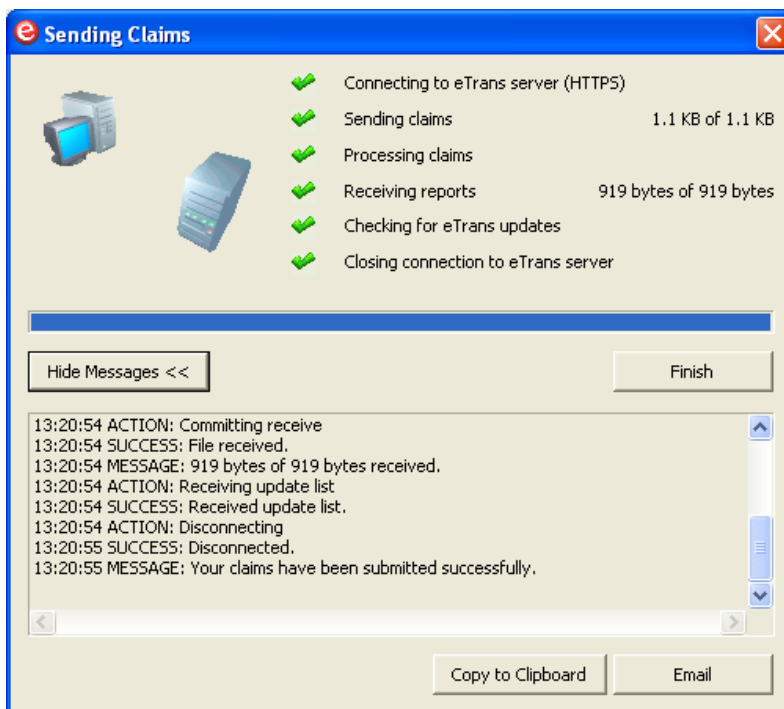 Sending Claims
Connecting to eTrans server (HTTPS)
Sending claims 1.1 KB of 1.1 KB
Processing claims
Receiving reports 919 bytes of 919 bytes
Checking for eTrans updates
Closing connection to eTrans server
Hide Messages << Finish
13:20:54 ACTION: Committing receive
13:20:54 SUCCESS: File received.
13:20:54 MESSAGE: 919 bytes of 919 bytes received.
13:20:54 ACTION: Receiving update list
13:20:54 SUCCESS: Received update list.
13:20:54 ACTION: Disconnecting
13:20:55 SUCCESS: Disconnected.
13:20:55 MESSAGE: Your claims have been submitted successfully.
Copy to Clipboard Email